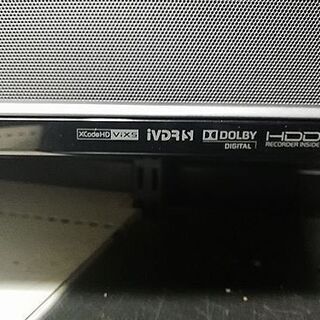 XCodeHD ViXS iVDR S DOLBY DIGITAL HDD RECORDER INSIDE